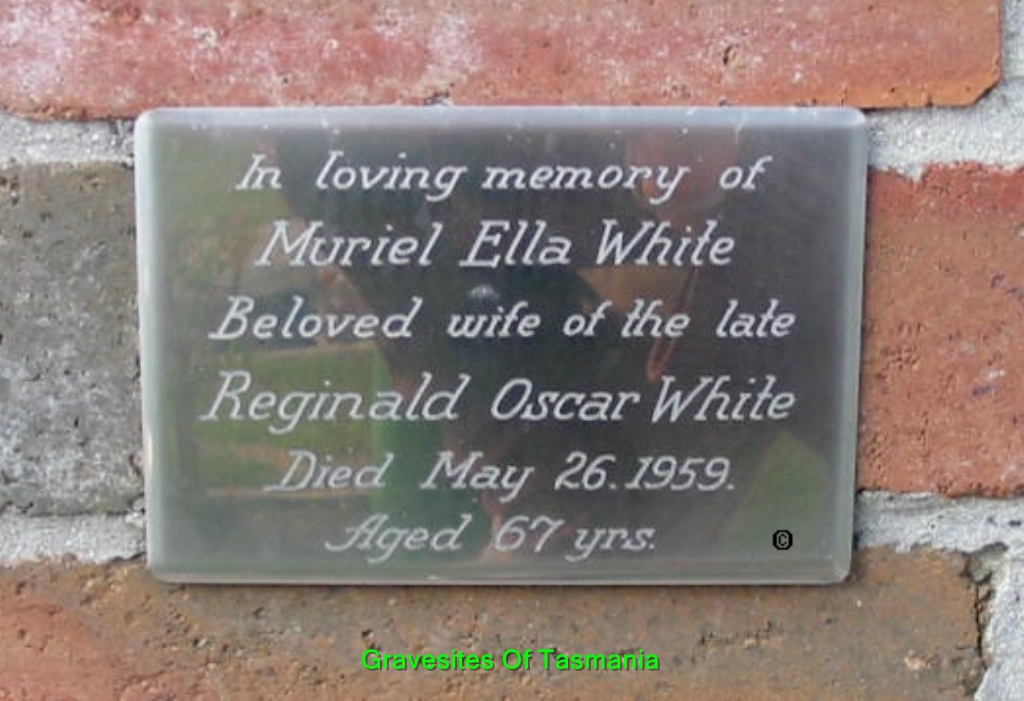 In loving memory of
Muriel Ella White
Beloved wife of the late
Reginald Oscar White
Died May 26.1959.
Aged 67 yrs.
©
Gravesites Of Tasmania